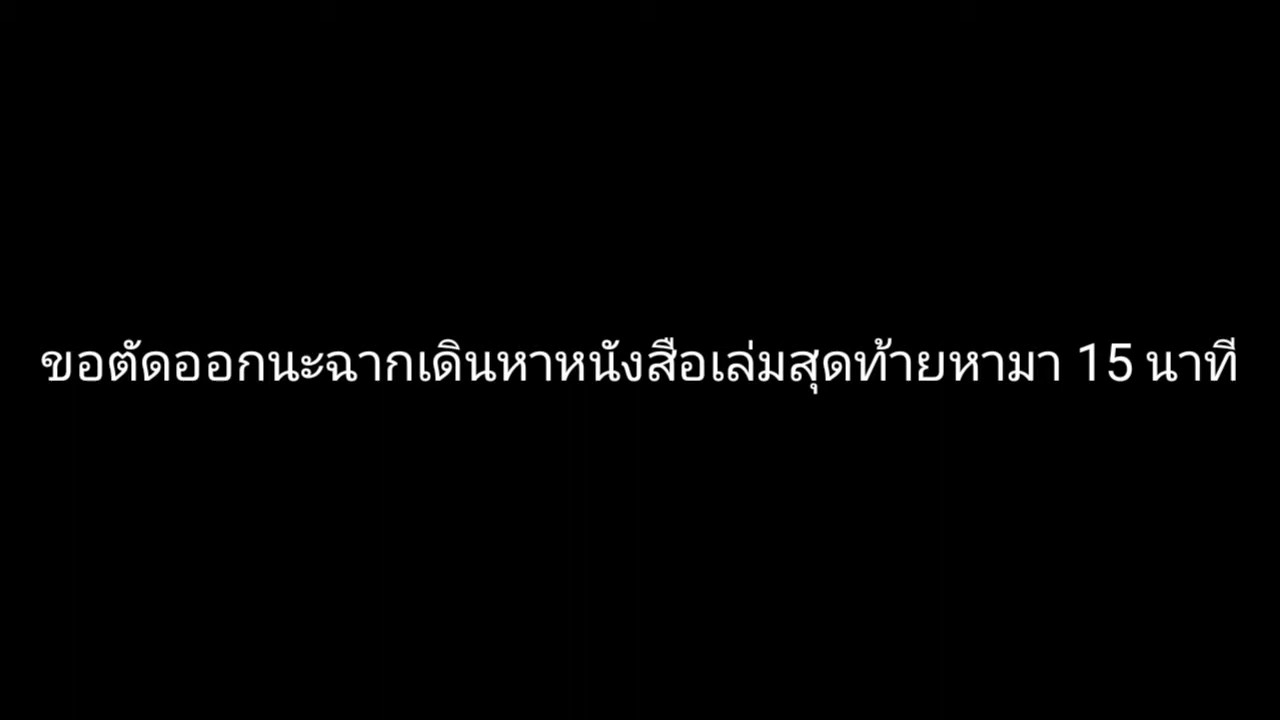 ขอตัดออกนะฉากเดินหาหนังสือเล่มสุดท้ายหามา 15 นาที